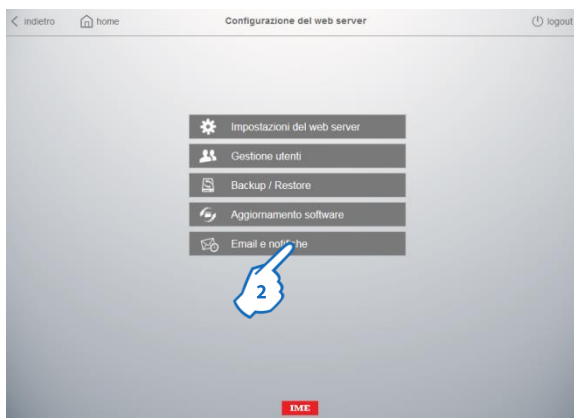 indietro home Configurazione del web server logout
Impostazioni del web server
Gestione utenti
Backup / Restore
Aggiornamento software
Email e notifiche
2
IME